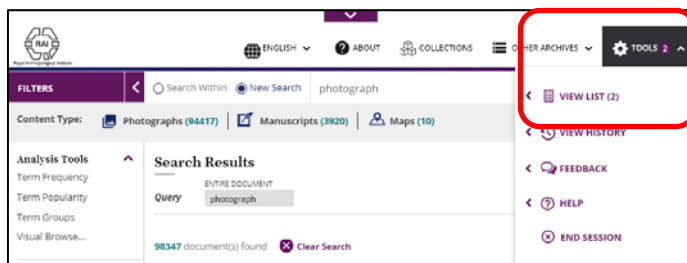 RAI
Royal Anthropological Institute
ENGLISH
ABOUT
COLLECTIONS
OTHER ARCHIVES
TOOLS 2
FILTERS
Search Within
New Search
photograph
VIEW LIST (2)
Content Type:
Photographs (94417)
Manuscripts (3920)
Maps (10)
VIEW HISTORY
Analysis Tools
Search Results
Term Frequency
ENTIRE DOCUMENT
FEEDBACK
Term Popularity
Query
photograph
HELP
Term Groups
Visual Browse...
98347 document(s) found
Clear Search
END SESSION